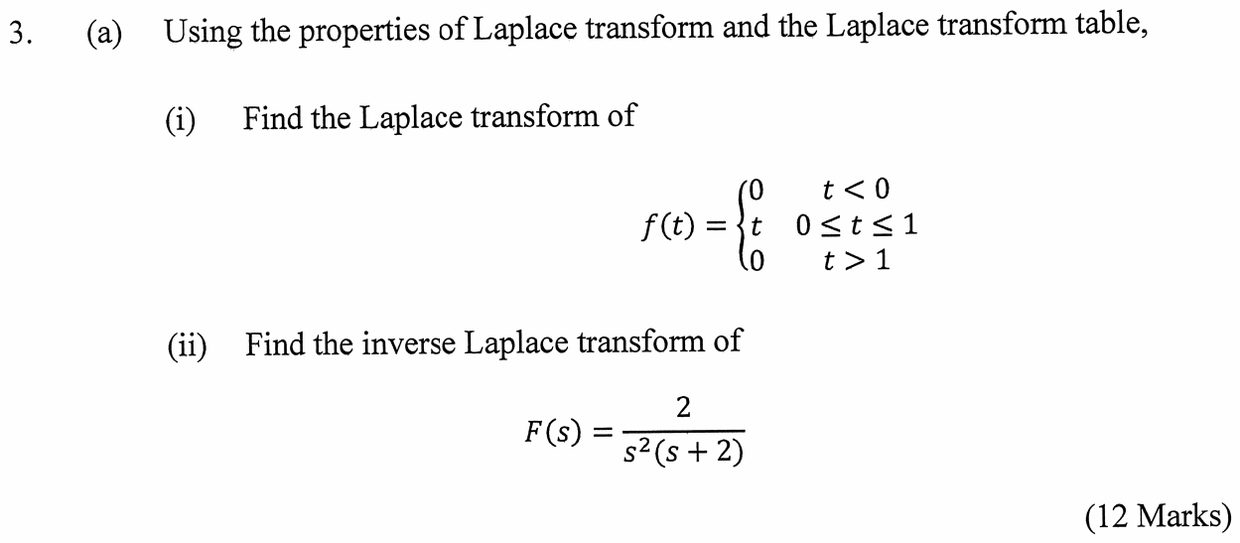 3. (a) Using the properties of Laplace transform and the Laplace transform table,
(i) Find the Laplace transform of
f(t) = {0 t < 0
t 0 ≤ t ≤ 1
0 t > 1
(ii) Find the inverse Laplace transform of
F(s) = 2 / s²(s + 2)
(12 Marks)